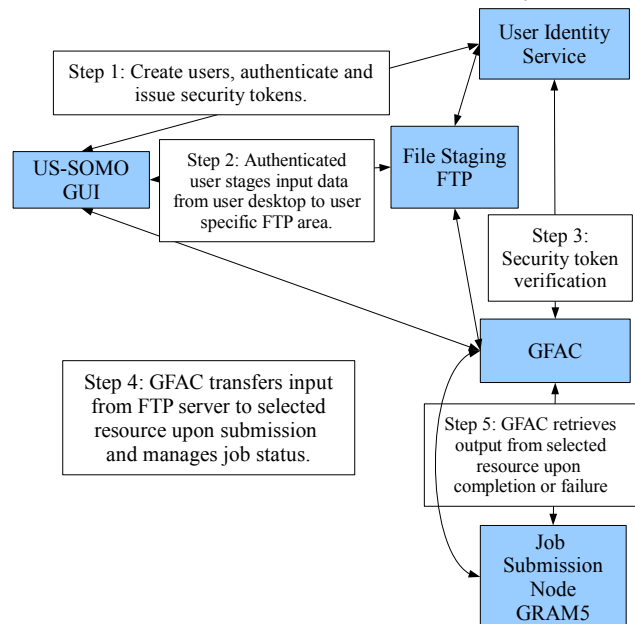 User Identity
Service
Step 1: Create users, authenticate and
issue security tokens.
US-SOMO
GUI
Step 2: Authenticated
user stages input data
from user desktop to user
specific FTP area.
File Staging
FTP
Step 3:
Security token
verification
GFAC
Step 4: GFAC transfers input
from FTP server to selected
resource upon submission
and manages job status.
Step 5: GFAC retrieves
output from selected
resource upon
completion or failure
Job
Submission
Node
GRAM5